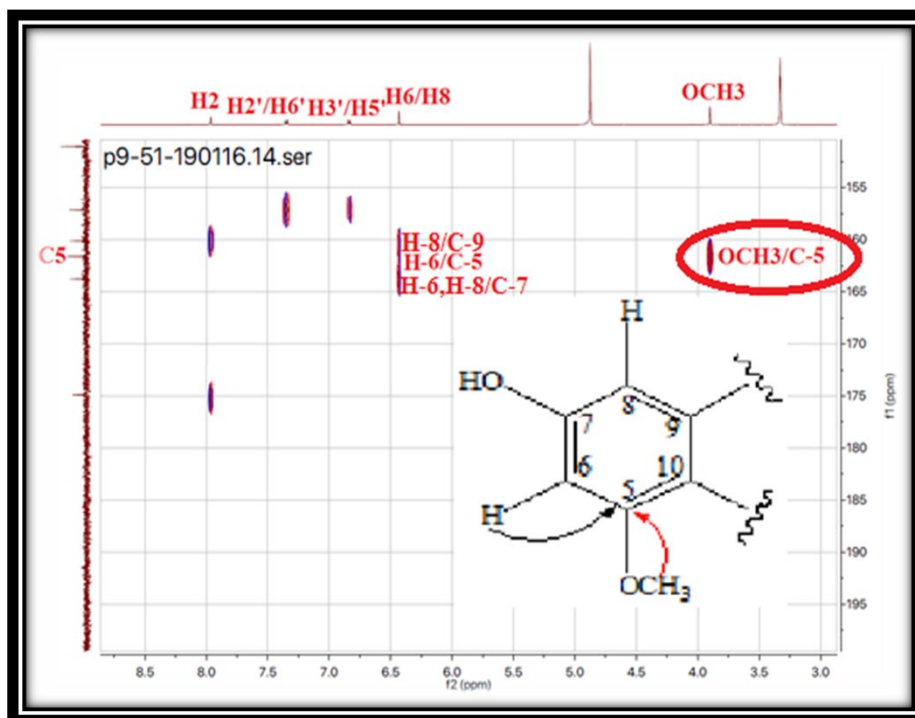 H2 H2'/H6' H3'/H5' H6/H8 OCH3
p9-51-190116.14.ser
C5
H-8/C-9
H-6/C-5
H-6,H-8/C-7
OCH3/C-5
155
160
165
170
175
180
185
190
195
f1 (ppm)
H
HO
7
8
9
6
10
5
H
OCH3
8.5 8.0 7.5 7.0 6.5 6.0 5.5 5.0 4.5 4.0 3.5 3.0
f2 (ppm)